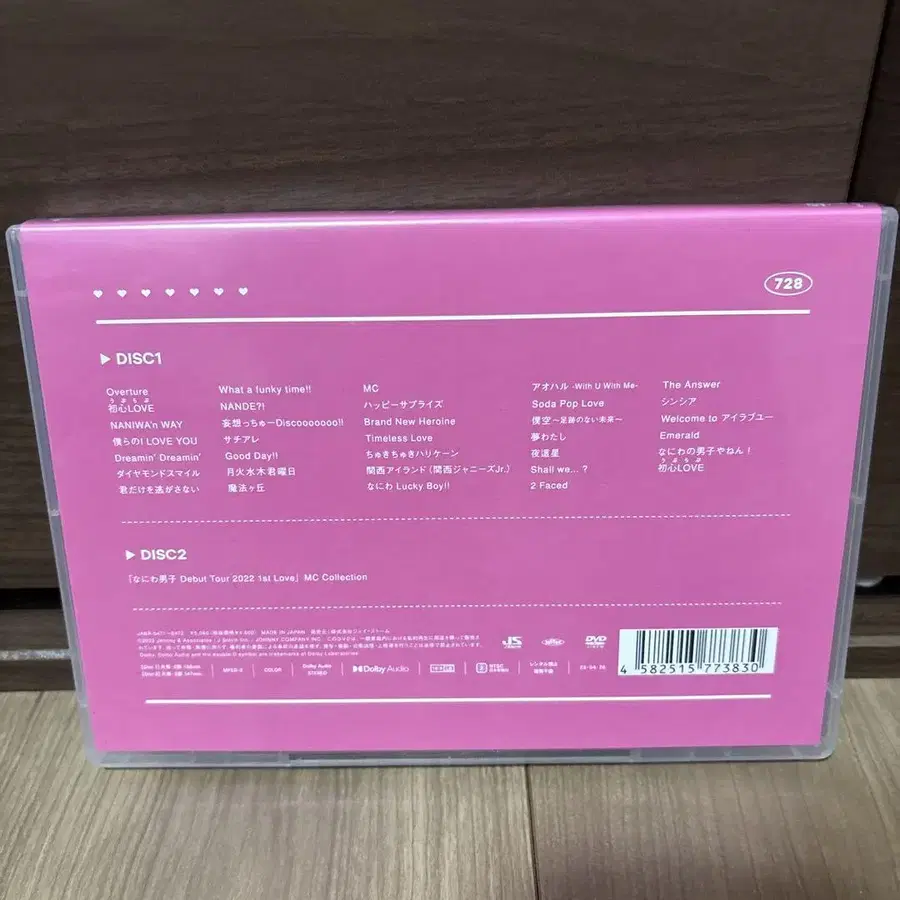 728
▶ DISC1
Overture
うぶらぶ
初心LOVE
NANIWA'n WAY
僕らの I LOVE YOU
Dreamin' Dreamin'
ダイヤモンドスマイル
君だけを逃がさない
What a funky time!!
NANDE?!
妄想っちゅーDiscooooooo!!
サチアレ
Good Day!!
月火水木君曜日
魔法ヶ丘
MC
ハッピーサプライズ
Brand New Heroine
Timeless Love
ちゅきちゅきハリケーン
関西アイランド(関西ジャニーズJr.)
なにわ Lucky Boy!!
アオハル -With U With Me-
Soda Pop Love
僕空〜足跡のない未来〜
夢わたし
夜這星
Shall we... ?
2 Faced
The Answer
シンシア
Welcome to アイラブユー
Emerald
なにわの男子やねん!
うぶらぶ
初心LOVE
▶ DISC2
「なにわ男子 Debut Tour 2022 1st Love」 MC Collection
MADE IN JAPAN
MPEG-2
COLOR
Dolby Audio
STEREO
Dolby Audio
JS
DVD
4 582515 773830